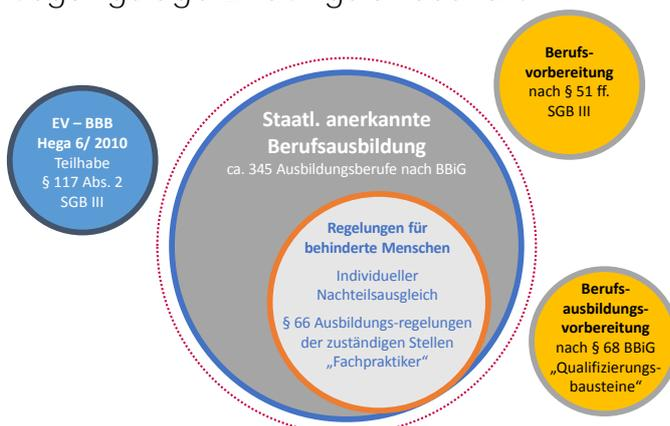 EV – BBB
Hega 6/ 2010
Teilhabe
§ 117 Abs. 2
SGB III
Staatl. anerkannte
Berufsausbildung
ca. 345 Ausbildungsberufe nach BBiG
Regelungen für
behinderte Menschen
Individueller
Nachteilsausgleich
§ 66 Ausbildungs-regelungen
der zuständigen Stellen
„Fachpraktiker“
Berufs-
vorbereitung
nach § 51 ff.
SGB III
Berufs-
ausbildungs-
vorbereitung
nach § 68 BBiG
„Qualifizierungs-
bausteine“